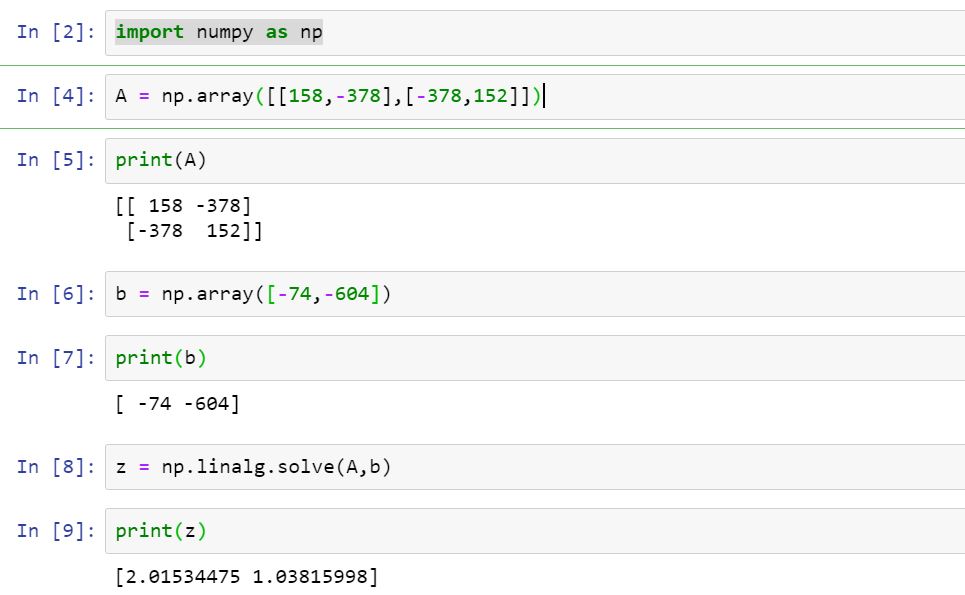 In [2]: import numpy as np
In [4]: A = np.array([[158,-378],[-378,152]])
In [5]: print(A)
[[ 158 -378]
 [-378  152]]
In [6]: b = np.array([-74,-604])
In [7]: print(b)
[ -74 -604]
In [8]: z = np.linalg.solve(A,b)
In [9]: print(z)
[2.01534475 1.03815998]